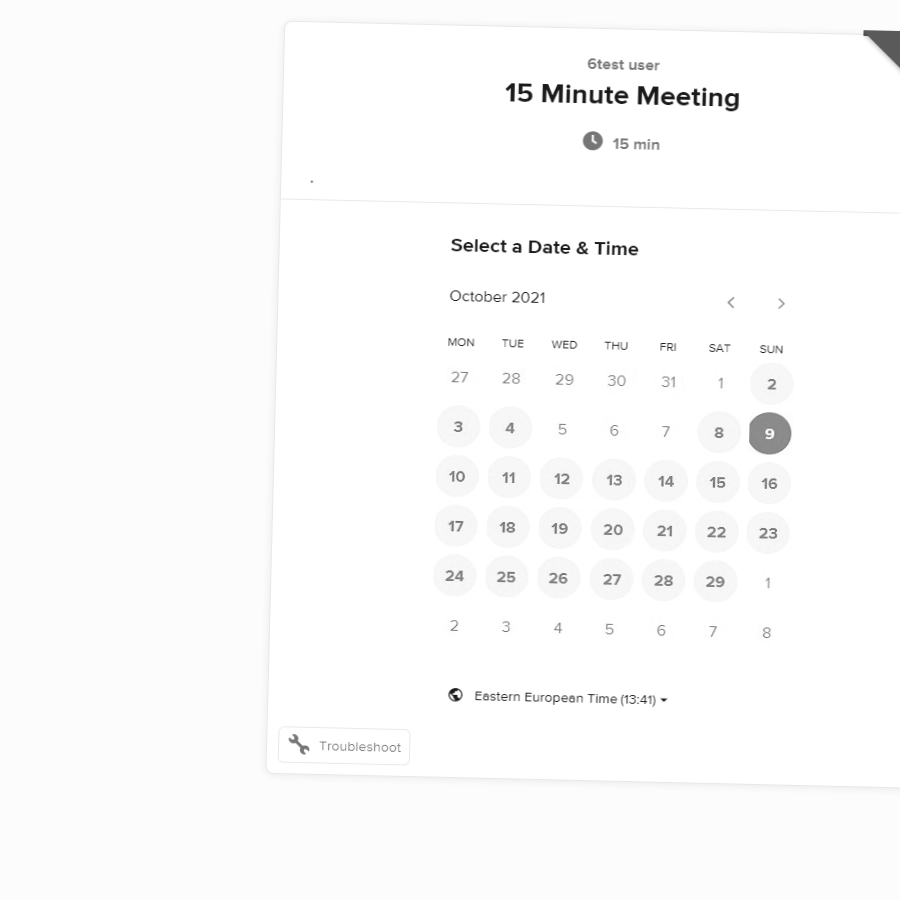 6test user
15 Minute Meeting
15 min
.
Select a Date & Time
October 2021
MON TUE WED THU FRI SAT SUN
27 28 29 30 31 1 2
3 4 5 6 7 8 9
10 11 12 13 14 15 16
17 18 19 20 21 22 23
24 25 26 27 28 29 1
2 3 4 5 6 7 8
Eastern European Time (13:41)
Troubleshoot